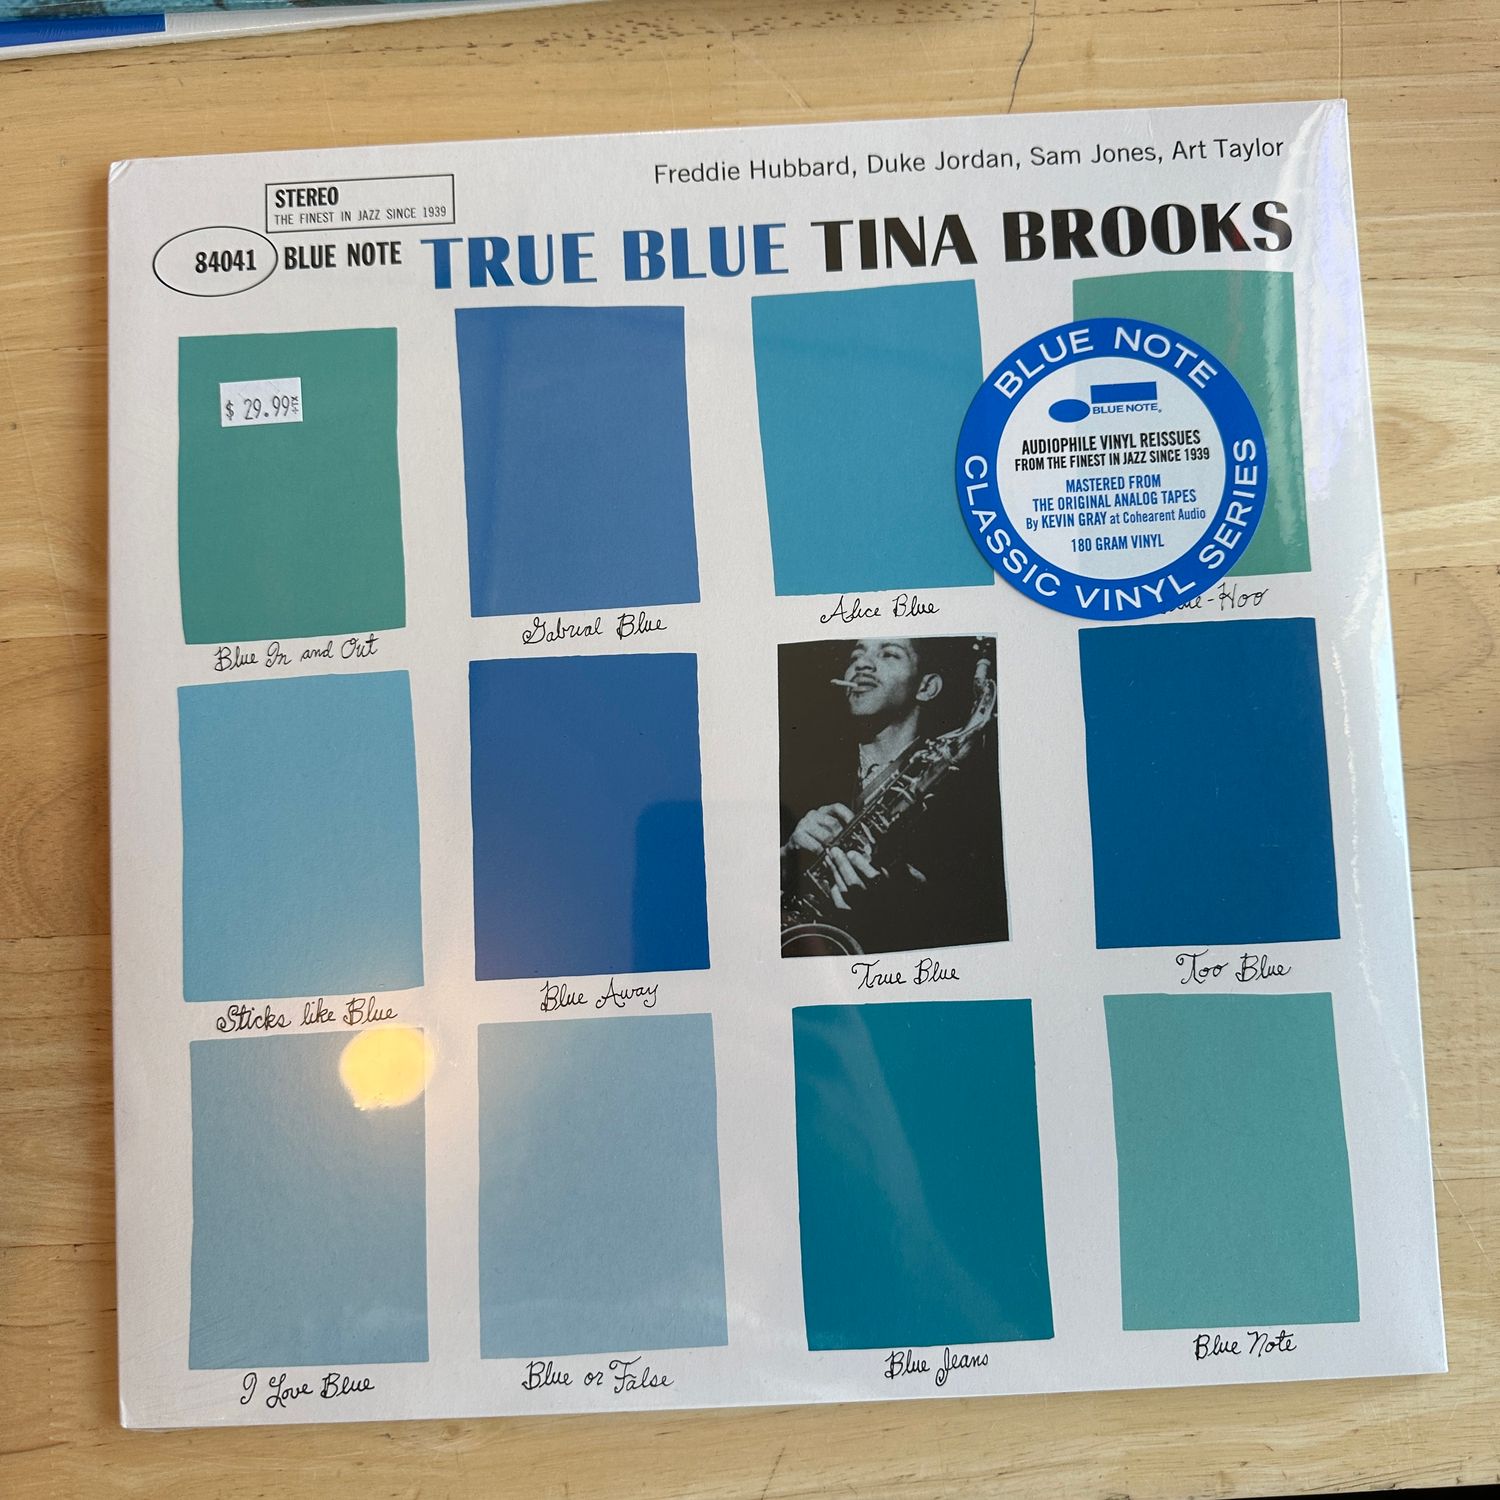 Freddie Hubbard, Duke Jordan, Sam Jones, Art Taylor
STEREO
THE FINEST IN JAZZ SINCE 1939
84041 BLUE NOTE TRUE BLUE TINA BROOKS
$ 29.99
+TX
BLUE NOTE
BLUE NOTE®
AUDIOPHILE VINYL REISSUES
FROM THE FINEST IN JAZZ SINCE 1939
MASTERED FROM
THE ORIGINAL ANALOG TAPES
By KEVIN GRAY at Cohearent Audio
180 GRAM VINYL
CLASSIC VINYL SERIES
Blue In and Out
Gabrial Blue
Alice Blue
-Hoo
Sticks like Blue
Blue Away
True Blue
Too Blue
I Love Blue
Blue or False
Blue Jeans
Blue Note